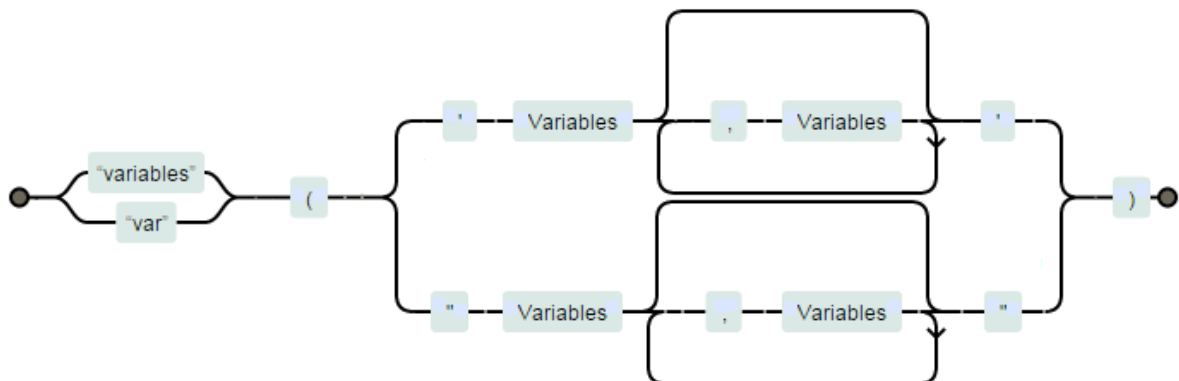 ' Variables , Variables '
“variables”
“var”
(
)
" Variables , Variables "